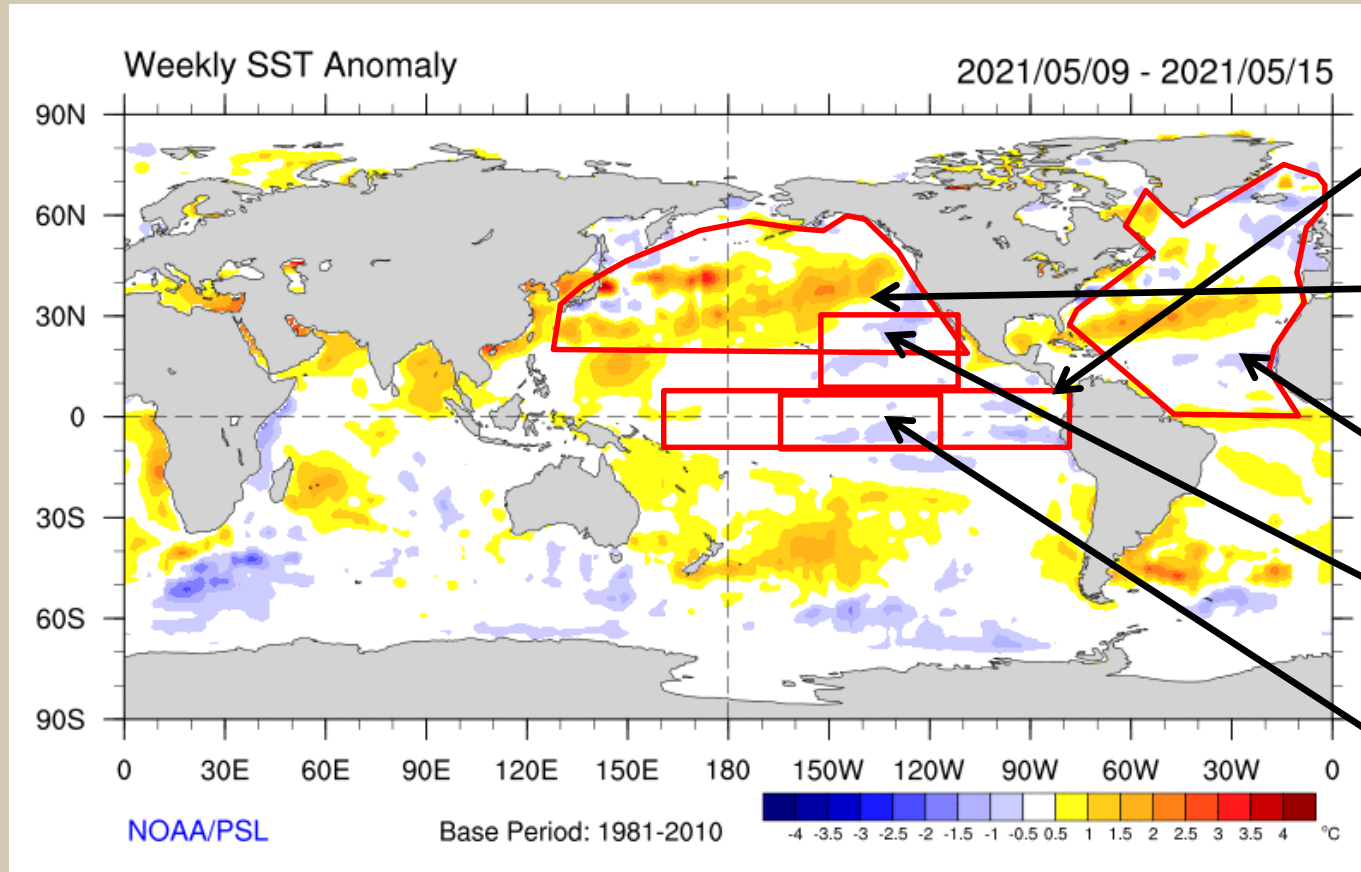 Weekly SST Anomaly 2021/05/09 - 2021/05/15
90N
60N
30N
0
30S
60S
90S
0 30E 60E 90E 120E 150E 180 150W 120W 90W 60W 30W 0
NOAA/PSL Base Period: 1981-2010
-4 -3.5 -3 -2.5 -2 -1.5 -1 -0.5 0.5 1 1.5 2 2.5 3 3.5 4 °C